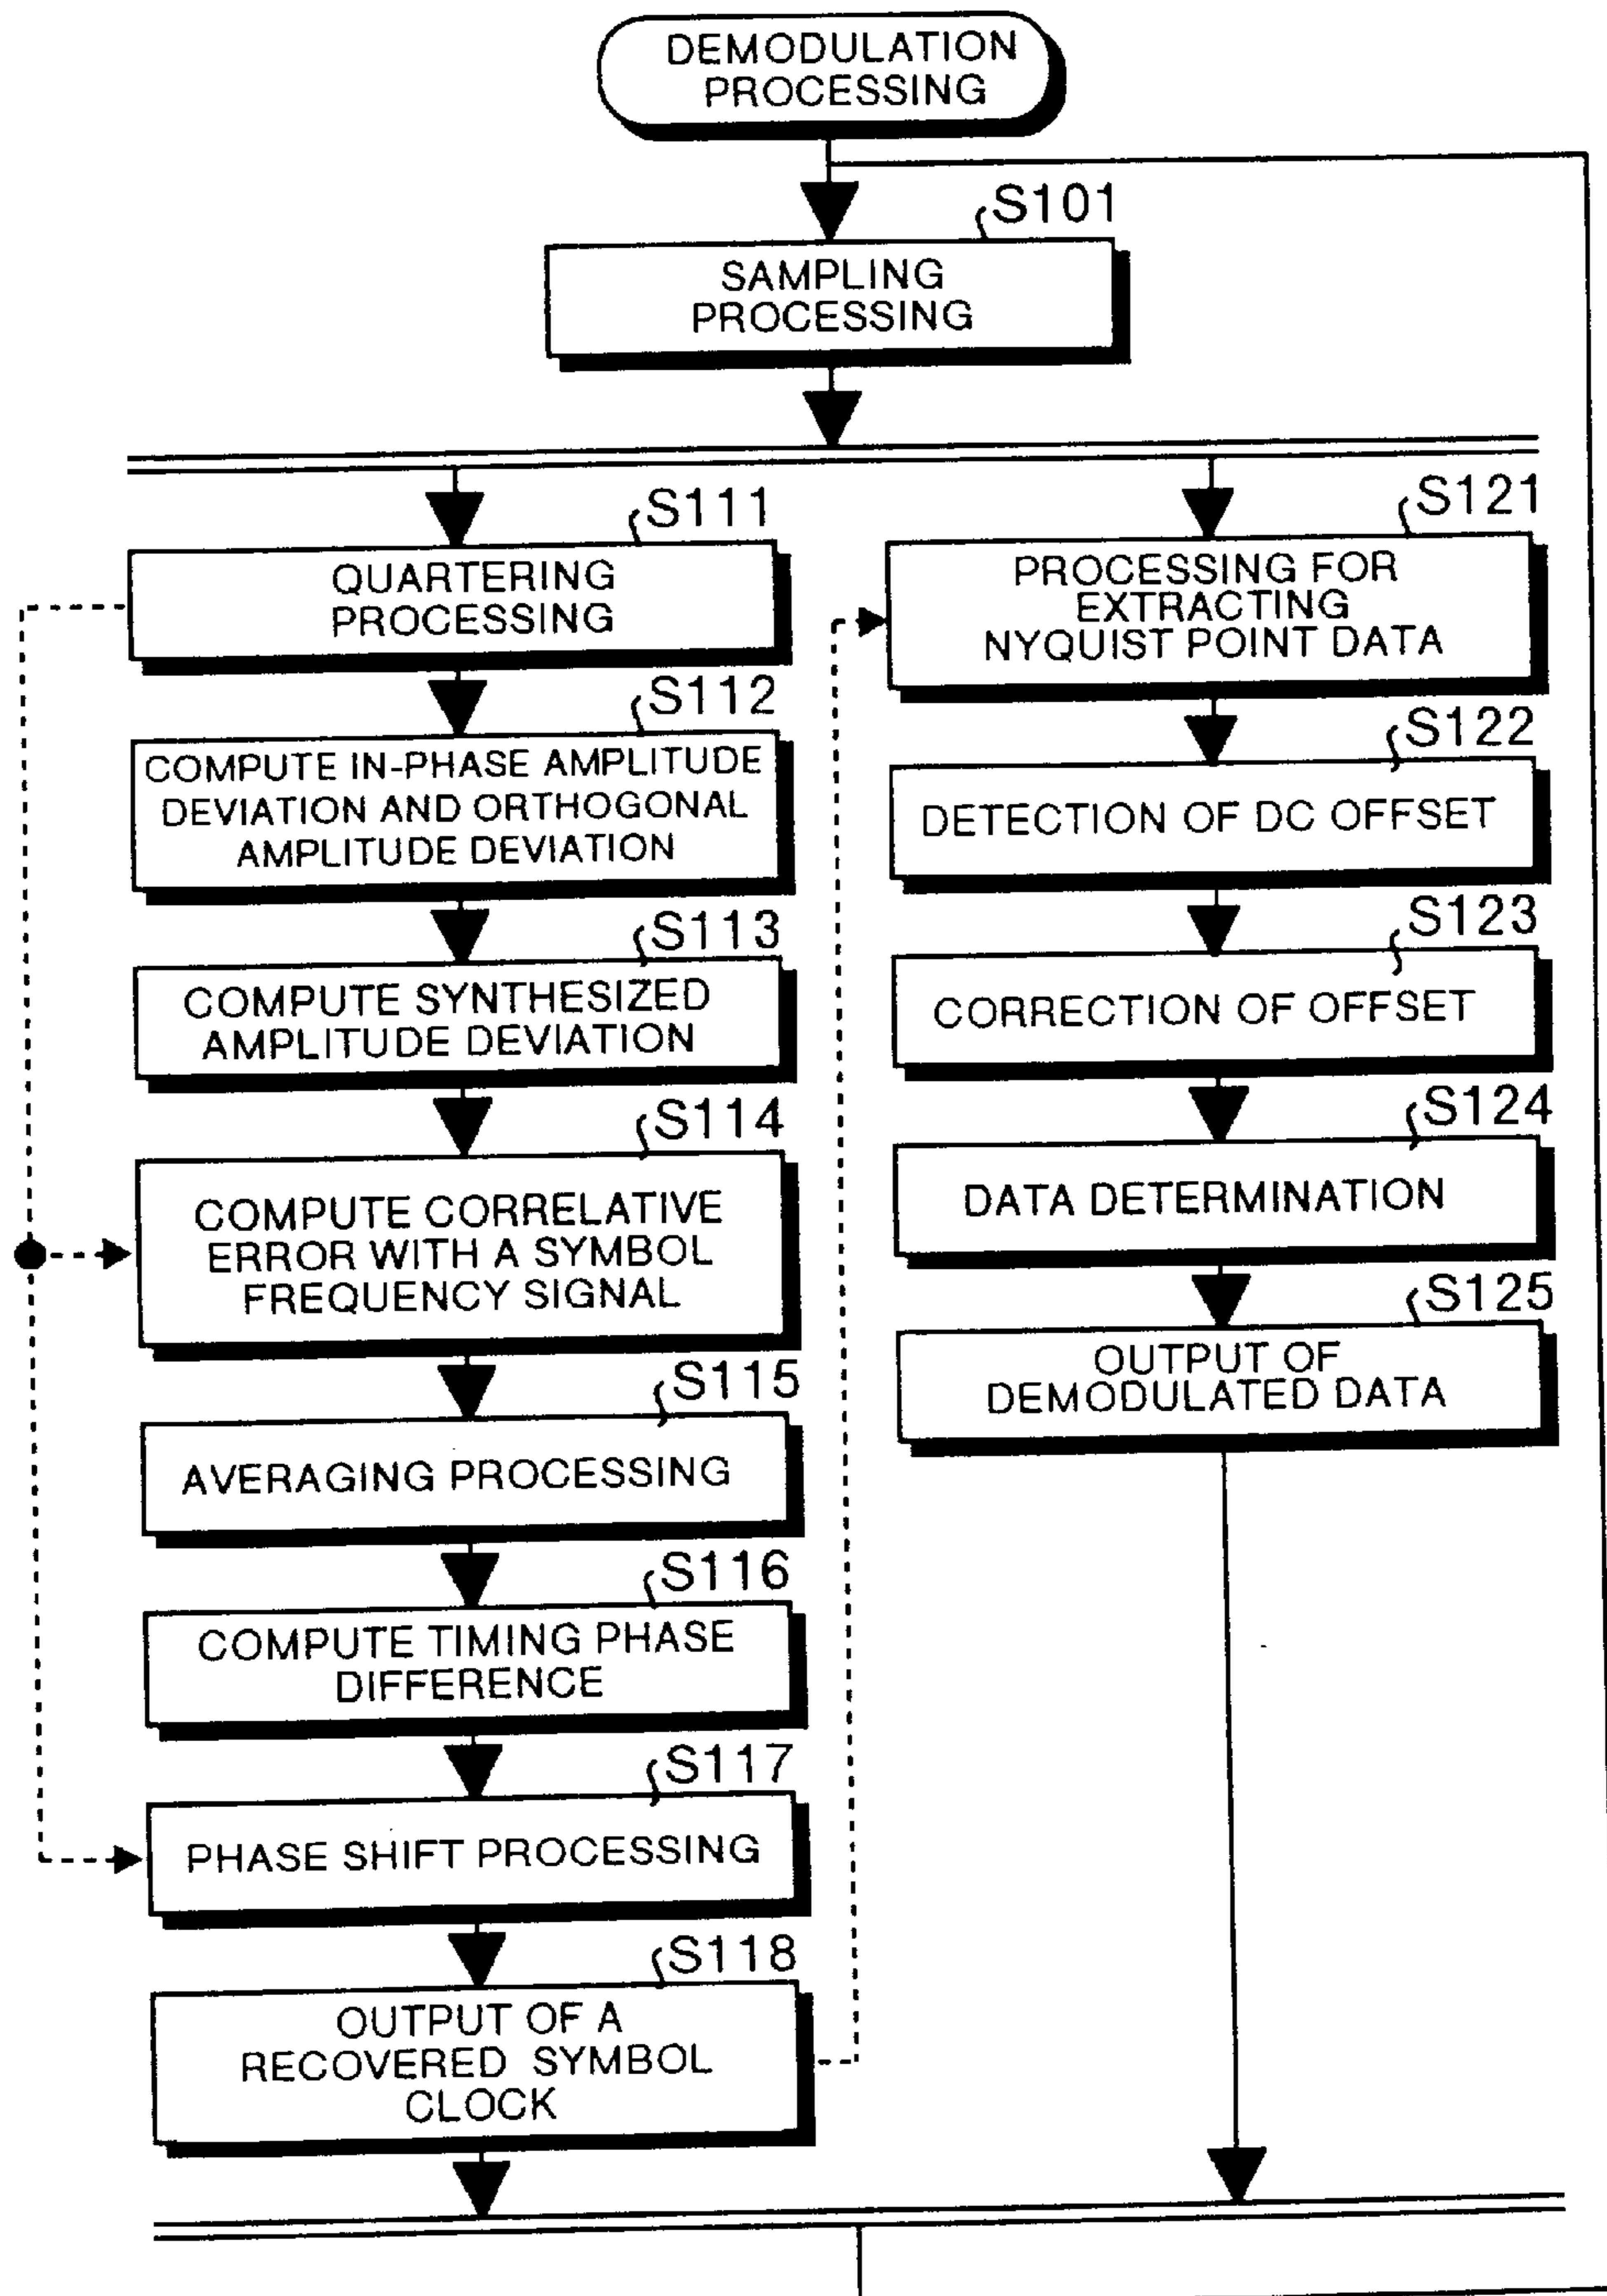 DEMODULATION
PROCESSING
S101
SAMPLING
PROCESSING
S111
QUARTERING
PROCESSING
S112
COMPUTE IN-PHASE AMPLITUDE
DEVIATION AND ORTHOGONAL
AMPLITUDE DEVIATION
S113
COMPUTE SYNTHESIZED
AMPLITUDE DEVIATION
S114
COMPUTE CORRELATIVE
ERROR WITH A SYMBOL
FREQUENCY SIGNAL
S115
AVERAGING PROCESSING
S116
COMPUTE TIMING PHASE
DIFFERENCE
S117
PHASE SHIFT PROCESSING
S118
OUTPUT OF A
RECOVERED SYMBOL
CLOCK
S121
PROCESSING FOR
EXTRACTING
NYQUIST POINT DATA
S122
DETECTION OF DC OFFSET
S123
CORRECTION OF OFFSET
S124
DATA DETERMINATION
S125
OUTPUT OF
DEMODULATED DATA